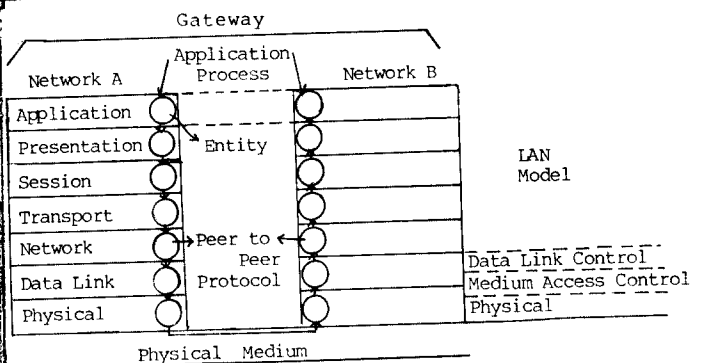 Gateway
Application
Process
Network A
Network B
Application
Presentation
Entity
Session
Transport
Network
Peer to
Peer
Protocol
Data Link
Physical
LAN
Model
Data Link Control
Medium Access Control
Physical
Physical Medium